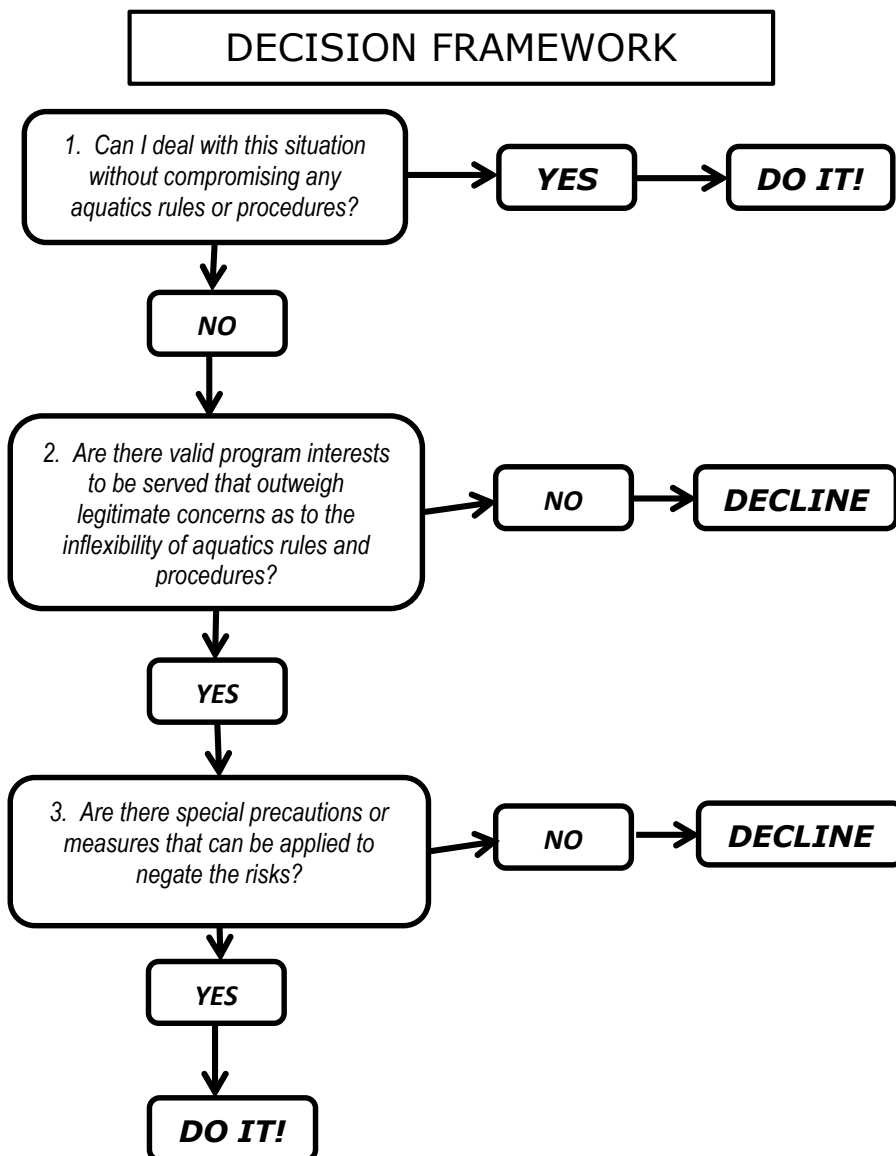 DECISION FRAMEWORK
1. Can I deal with this situation
without compromising any
aquatics rules or procedures?
YES
DO IT!
NO
2. Are there valid program interests
to be served that outweigh
legitimate concerns as to the
inflexibility of aquatics rules and
procedures?
NO
DECLINE
YES
3. Are there special precautions or
measures that can be applied to
negate the risks?
NO
DECLINE
YES
DO IT!